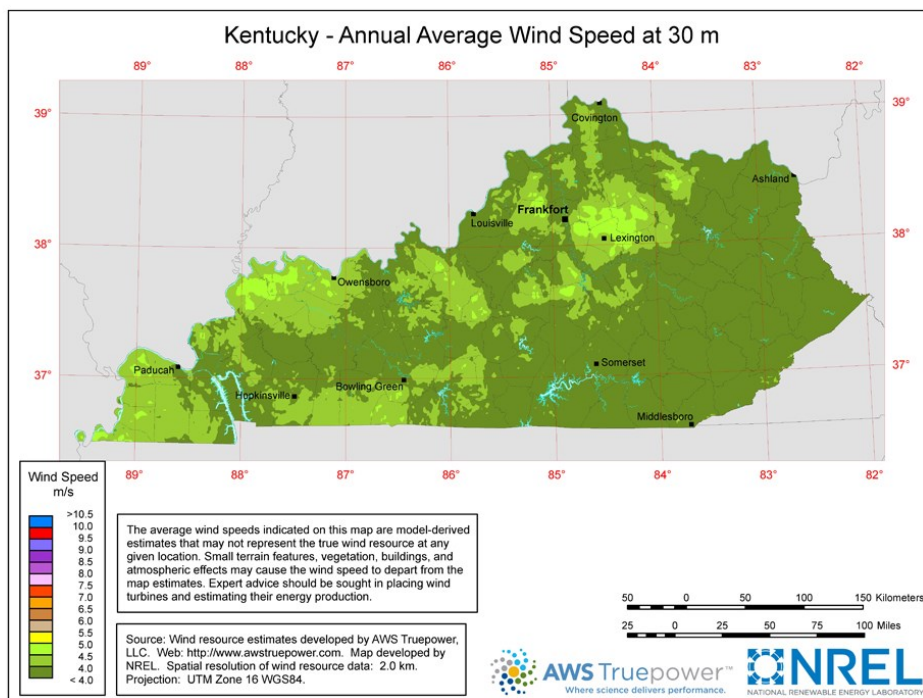 Kentucky - Annual Average Wind Speed at 30 m
89° 88° 87° 86° 85° 84° 83° 82°
39° 39°
Covington
Ashland
Frankfort
Louisville
Lexington
38° 38°
Owensboro
Paducah
Somerset
37° 37°
Bowling Green
Hopkinsville
Middlesboro
89° 88° 87° 86° 85° 84° 83° 82°
Wind Speed
m/s
>10.5
10.0
9.5
9.0
8.5
8.0
7.5
7.0
6.5
6.0
5.5
5.0
4.5
4.0
< 4.0
The average wind speeds indicated on this map are model-derived
estimates that may not represent the true wind resource at any
given location. Small terrain features, vegetation, buildings, and
atmospheric effects may cause the wind speed to depart from the
map estimates. Expert advice should be sought in placing wind
turbines and estimating their energy production.
Source: Wind resource estimates developed by AWS Truepower,
LLC. Web: http://www.awstruepower.com. Map developed by
NREL. Spatial resolution of wind resource data: 2.0 km.
Projection: UTM Zone 16 WGS84.
50 0 50 100 150 Kilometers
25 0 25 50 75 100 Miles
AWS Truepower™
Where science delivers performance.
NREL
NATIONAL RENEWABLE ENERGY LABORATORY